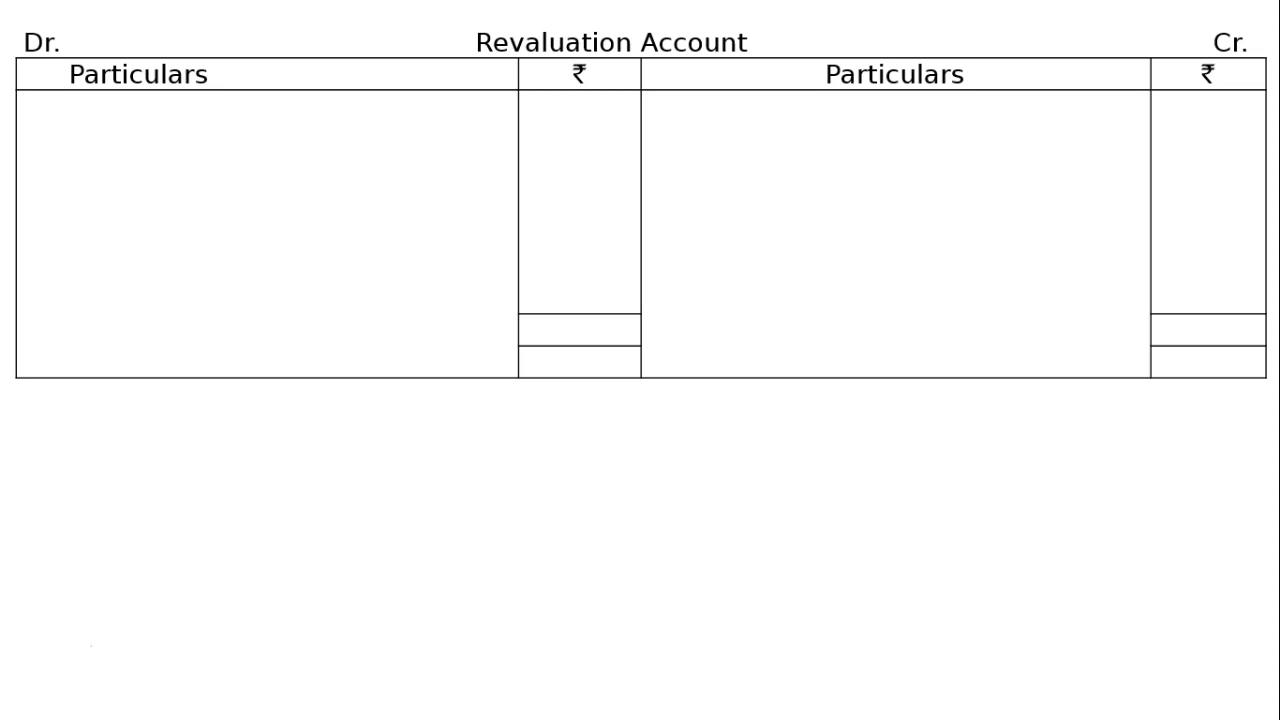 Dr. Revaluation Account Cr.
Particulars ₹ Particulars ₹